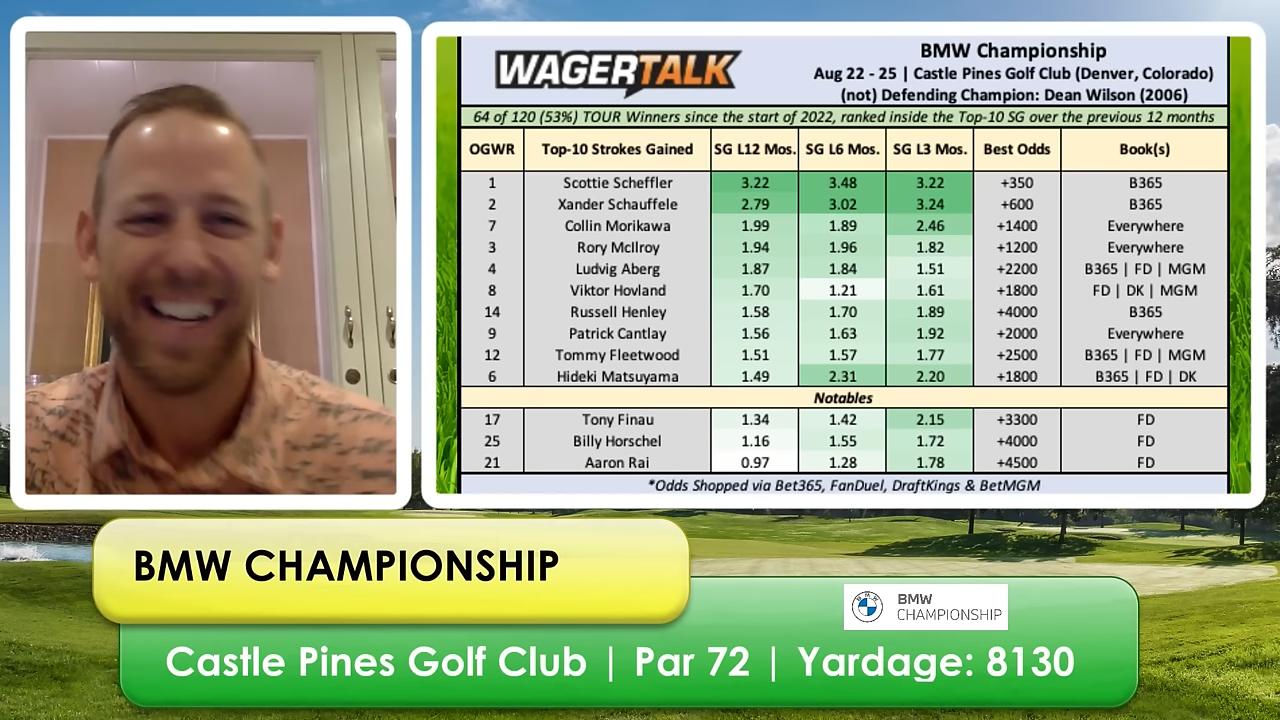 WAGERTALK
BMW Championship
Aug 22 - 25 | Castle Pines Golf Club (Denver, Colorado)
(not) Defending Champion: Dean Wilson (2006)
64 of 120 (53%) TOUR Winners since the start of 2022, ranked inside the Top-10 SG over the previous 12 months
OGWR Top-10 Strokes Gained SG L12 Mos. SG L6 Mos. SG L3 Mos. Best Odds Book(s)
1 Scottie Scheffler 3.22 3.48 3.22 +350 B365
2 Xander Schauffele 2.79 3.02 3.24 +600 B365
7 Collin Morikawa 1.99 1.89 2.46 +1400 Everywhere
3 Rory McIlroy 1.94 1.96 1.82 +1200 Everywhere
4 Ludvig Aberg 1.87 1.84 1.51 +2200 B365 | FD | MGM
8 Viktor Hovland 1.70 1.21 1.61 +1800 FD | DK | MGM
14 Russell Henley 1.58 1.70 1.89 +4000 B365
9 Patrick Cantlay 1.56 1.63 1.92 +2000 Everywhere
12 Tommy Fleetwood 1.51 1.57 1.77 +2500 B365 | FD | MGM
6 Hideki Matsuyama 1.49 2.31 2.20 +1800 B365 | FD | DK
Notables
17 Tony Finau 1.34 1.42 2.15 +3300 FD
25 Billy Horschel 1.16 1.55 1.72 +4000 FD
21 Aaron Rai 0.97 1.28 1.78 +4500 FD
*Odds Shopped via Bet365, FanDuel, DraftKings & BetMGM
BMW CHAMPIONSHIP
BMW
CHAMPIONSHIP
Castle Pines Golf Club | Par 72 | Yardage: 8130